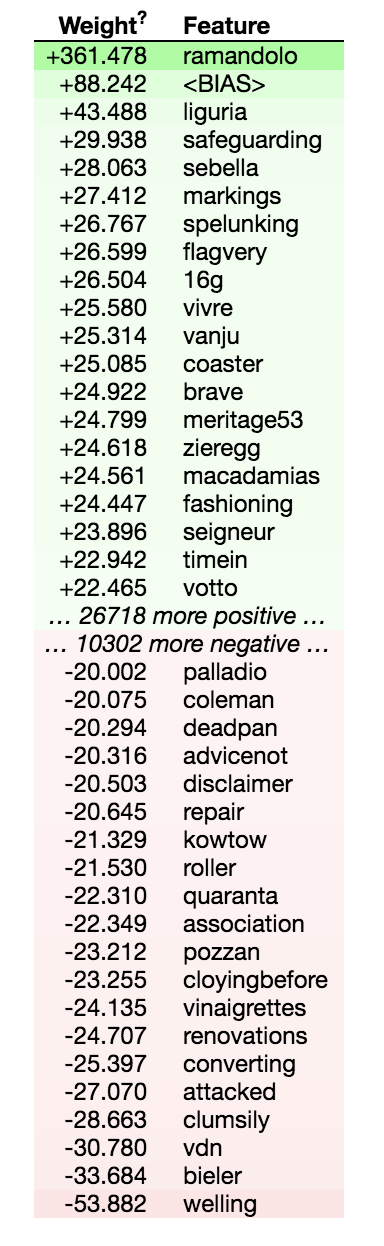 Weight? Feature
+361.478 ramandolo
+88.242 <BIAS>
+43.488 liguria
+29.938 safeguarding
+28.063 sebella
+27.412 markings
+26.767 spelunking
+26.599 flagvery
+26.504 16g
+25.580 vivre
+25.314 vanju
+25.085 coaster
+24.922 brave
+24.799 meritage53
+24.618 zieregg
+24.561 macadamias
+24.447 fashioning
+23.896 seigneur
+22.942 timein
+22.465 votto
… 26718 more positive …
… 10302 more negative …
-20.002 palladio
-20.075 coleman
-20.294 deadpan
-20.316 advicenot
-20.503 disclaimer
-20.645 repair
-21.329 kowtow
-21.530 roller
-22.310 quaranta
-22.349 association
-23.212 pozzan
-23.255 cloyingbefore
-24.135 vinaigrettes
-24.707 renovations
-25.397 converting
-27.070 attacked
-28.663 clumsily
-30.780 vdn
-33.684 bieler
-53.882 welling